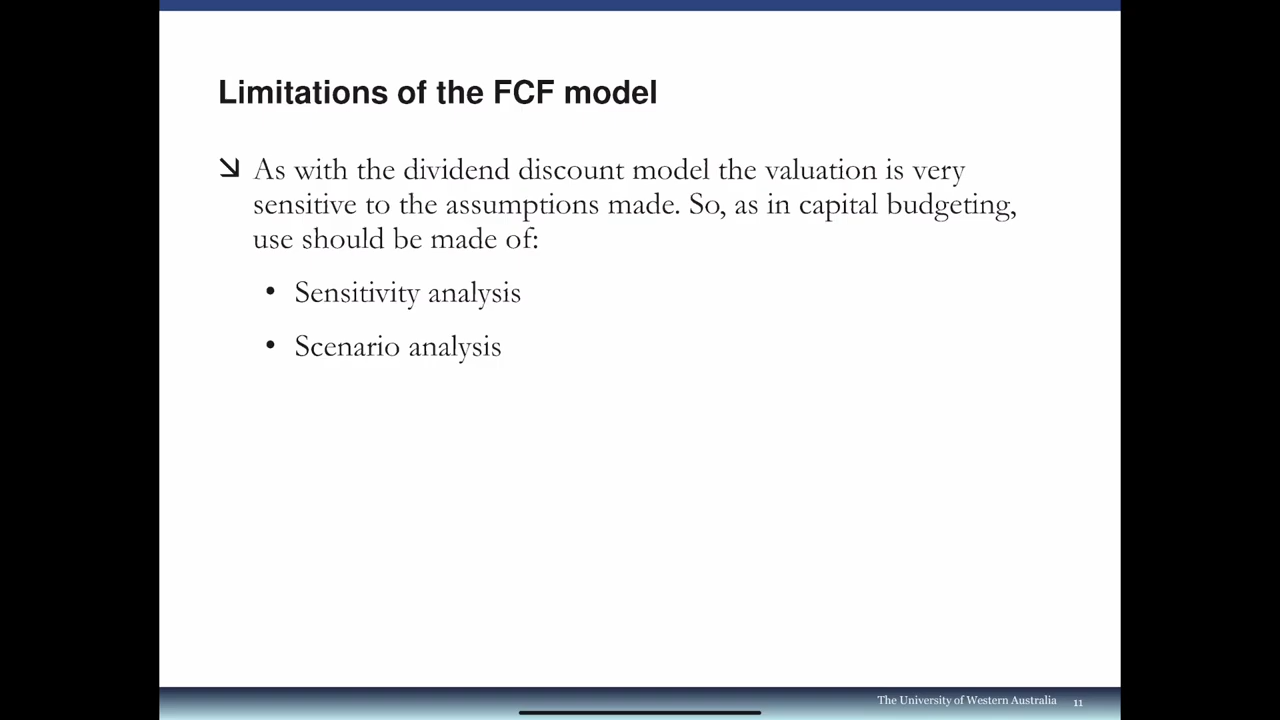 Limitations of the FCF model
As with the dividend discount model the valuation is very
sensitive to the assumptions made. So, as in capital budgeting,
use should be made of:
• Sensitivity analysis
• Scenario analysis
The University of Western Australia 11